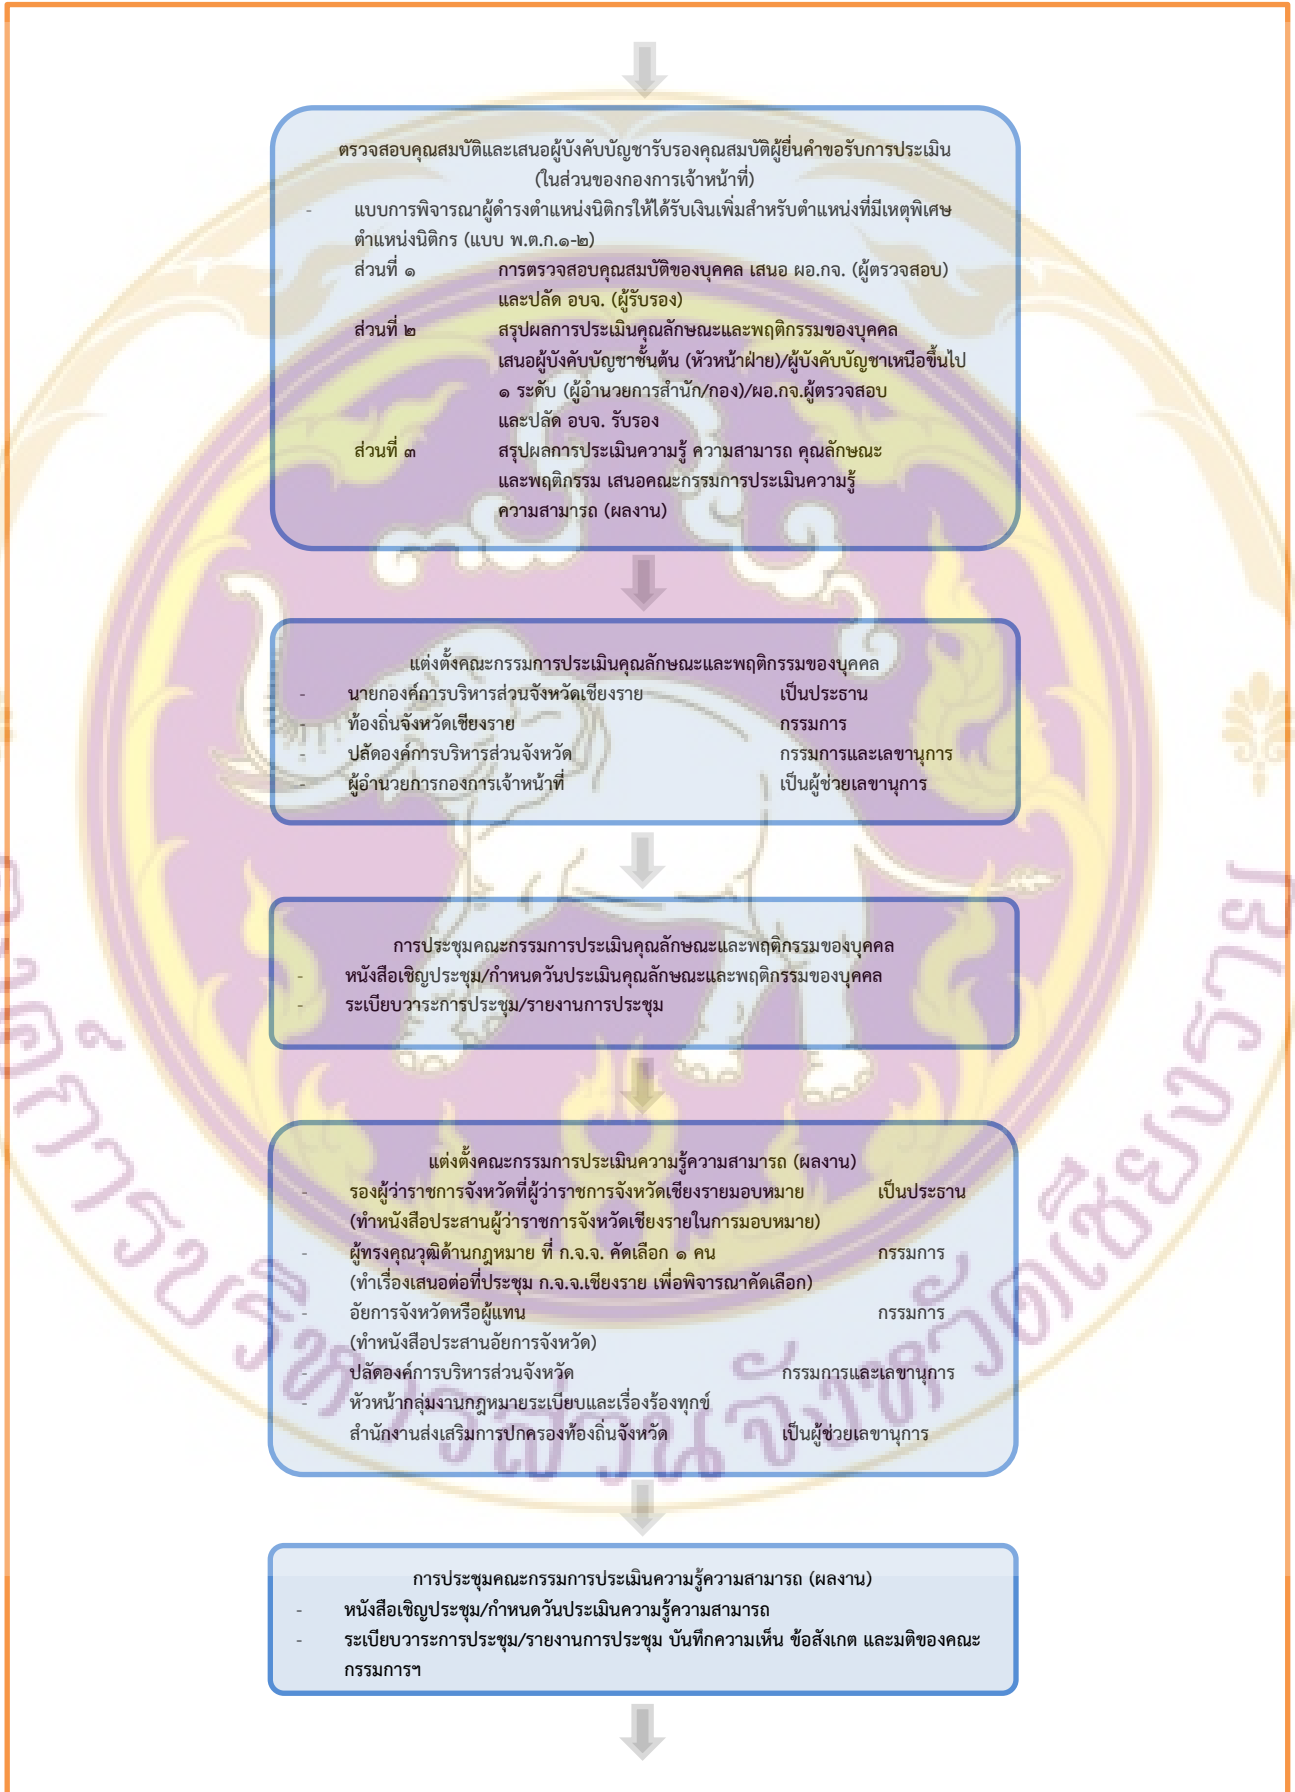 ตรวจสอบคุณสมบัติและเสนอผู้บังคับบัญชารับรองคุณสมบัติผู้ยื่นคำขอรับการประเมิน
(ในส่วนของกองการเจ้าหน้าที่)
- แบบการพิจารณาผู้ดำรงตำแหน่งนิติกรให้ได้รับเงินเพิ่มสำหรับตำแหน่งที่มีเหตุพิเศษ
ตำแหน่งนิติกร (แบบ พ.ต.ก.๑-๒)
ส่วนที่ ๑ การตรวจสอบคุณสมบัติของบุคคล เสนอ ผอ.กจ. (ผู้ตรวจสอบ)
และปลัด อบจ. (ผู้รับรอง)
ส่วนที่ ๒ สรุปผลการประเมินคุณลักษณะและพฤติกรรมของบุคคล
เสนอผู้บังคับบัญชาชั้นต้น (หัวหน้าฝ่าย)/ผู้บังคับบัญชาเหนือขึ้นไป
๑ ระดับ (ผู้อำนวยการสำนัก/กอง)/ผอ.กจ.ผู้ตรวจสอบ
และปลัด อบจ. รับรอง
ส่วนที่ ๓ สรุปผลการประเมินความรู้ ความสามารถ คุณลักษณะ
และพฤติกรรม เสนอคณะกรรมการประเมินความรู้
ความสามารถ (ผลงาน)
แต่งตั้งคณะกรรมการประเมินคุณลักษณะและพฤติกรรมของบุคคล
- นายกองค์การบริหารส่วนจังหวัดเชียงราย เป็นประธาน
- ท้องถิ่นจังหวัดเชียงราย กรรมการ
- ปลัดองค์การบริหารส่วนจังหวัด กรรมการและเลขานุการ
- ผู้อำนวยการกองการเจ้าหน้าที่ เป็นผู้ช่วยเลขานุการ
การประชุมคณะกรรมการประเมินคุณลักษณะและพฤติกรรมของบุคคล
- หนังสือเชิญประชุม/กำหนดวันประเมินคุณลักษณะและพฤติกรรมของบุคคล
- ระเบียบวาระการประชุม/รายงานการประชุม
แต่งตั้งคณะกรรมการประเมินความรู้ความสามารถ (ผลงาน)
- รองผู้ว่าราชการจังหวัดที่ผู้ว่าราชการจังหวัดเชียงรายมอบหมาย เป็นประธาน
(ทำหนังสือประสานผู้ว่าราชการจังหวัดเชียงรายในการมอบหมาย)
- ผู้ทรงคุณวุฒิด้านกฎหมาย ที่ ก.จ.จ. คัดเลือก ๑ คน กรรมการ
(ทำเรื่องเสนอต่อที่ประชุม ก.จ.จ.เชียงราย เพื่อพิจารณาคัดเลือก)
- อัยการจังหวัดหรือผู้แทน กรรมการ
(ทำหนังสือประสานอัยการจังหวัด)
- ปลัดองค์การบริหารส่วนจังหวัด กรรมการและเลขานุการ
- หัวหน้ากลุ่มงานกฎหมายระเบียบและเรื่องร้องทุกข์
สำนักงานส่งเสริมการปกครองท้องถิ่นจังหวัด เป็นผู้ช่วยเลขานุการ
การประชุมคณะกรรมการประเมินความรู้ความสามารถ (ผลงาน)
- หนังสือเชิญประชุม/กำหนดวันประเมินความรู้ความสามารถ
- ระเบียบวาระการประชุม/รายงานการประชุม บันทึกความเห็น ข้อสังเกต และมติของคณะ
กรรมการฯ
องค์การบริหารส่วนจังหวัดเชียงราย